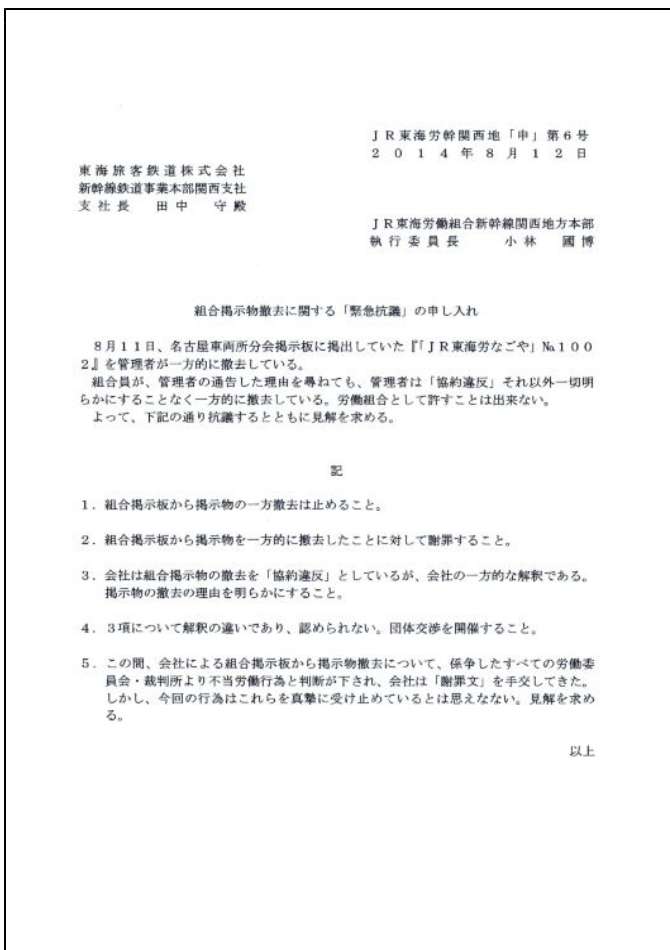 JR東海労幹関西地「申」第6号
2014年8月12日
東海旅客鉄道株式会社
新幹線鉄道事業本部関西支社
支社長 田中 守殿
JR東海労働組合新幹線関西地方本部
執行委員長 小林 國博
組合掲示物撤去に関する「緊急抗議」の申し入れ
8月11日、名古屋車両所分会掲示板に掲出していた『「JR東海労なごや」№100
2』を管理者が一方的に撤去している。
組合員が、管理者の通告した理由を尋ねても、管理者は「協約違反」それ以外一切明
らかにすることなく一方的に撤去している。労働組合として許すことは出来ない。
よって、下記の通り抗議するとともに見解を求める。
記
1.組合掲示板から掲示物の一方撤去は止めること。
2.組合掲示板から掲示物を一方的に撤去したことに対して謝罪すること。
3.会社は組合掲示物の撤去を「協約違反」としているが、会社の一方的な解釈である。
掲示物の撤去の理由を明らかにすること。
4.3項について解釈の違いであり、認められない。団体交渉を開催すること。
5.この間、会社による組合掲示板から掲示物撤去について、係争したすべての労働委
員会・裁判所より不当労働行為と判断が下され、会社は「謝罪文」を手交してきた。
しかし、今回の行為はこれらを真摯に受け止めているとは思えなない。見解を求め
る。
以上